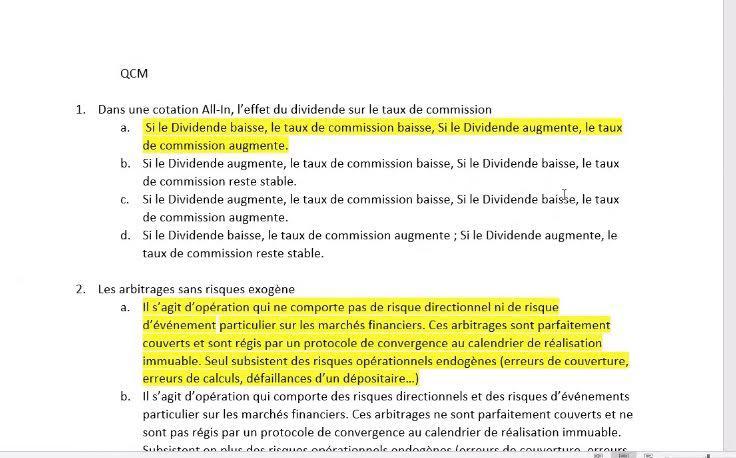 QCM
1. Dans une cotation All-In, l’effet du dividende sur le taux de commission
a. Si le Dividende baisse, le taux de commission baisse, Si le Dividende augmente, le taux
de commission augmente.
b. Si le Dividende augmente, le taux de commission baisse, Si le Dividende baisse, le taux
de commission reste stable.
c. Si le Dividende augmente, le taux de commission baisse, Si le Dividende baisse, le taux
de commission augmente.
d. Si le Dividende baisse, le taux de commission augmente ; Si le Dividende augmente, le
taux de commission reste stable.
2. Les arbitrages sans risques exogène
a. Il s’agit d’opération qui ne comporte pas de risque directionnel ni de risque
d’événement particulier sur les marchés financiers. Ces arbitrages sont parfaitement
couverts et sont régis par un protocole de convergence au calendrier de réalisation
immuable. Seul subsistent des risques opérationnels endogènes (erreurs de couverture,
erreurs de calculs, défaillances d’un dépositaire…)
b. Il s’agit d’opération qui comporte des risques directionnels et des risques d’événements
particulier sur les marchés financiers. Ces arbitrages ne sont parfaitement couverts et ne
sont pas régis par un protocole de convergence au calendrier de réalisation immuable.
Subsistent en plus des risques opérationnels endogènes (erreurs de couverture, erreurs